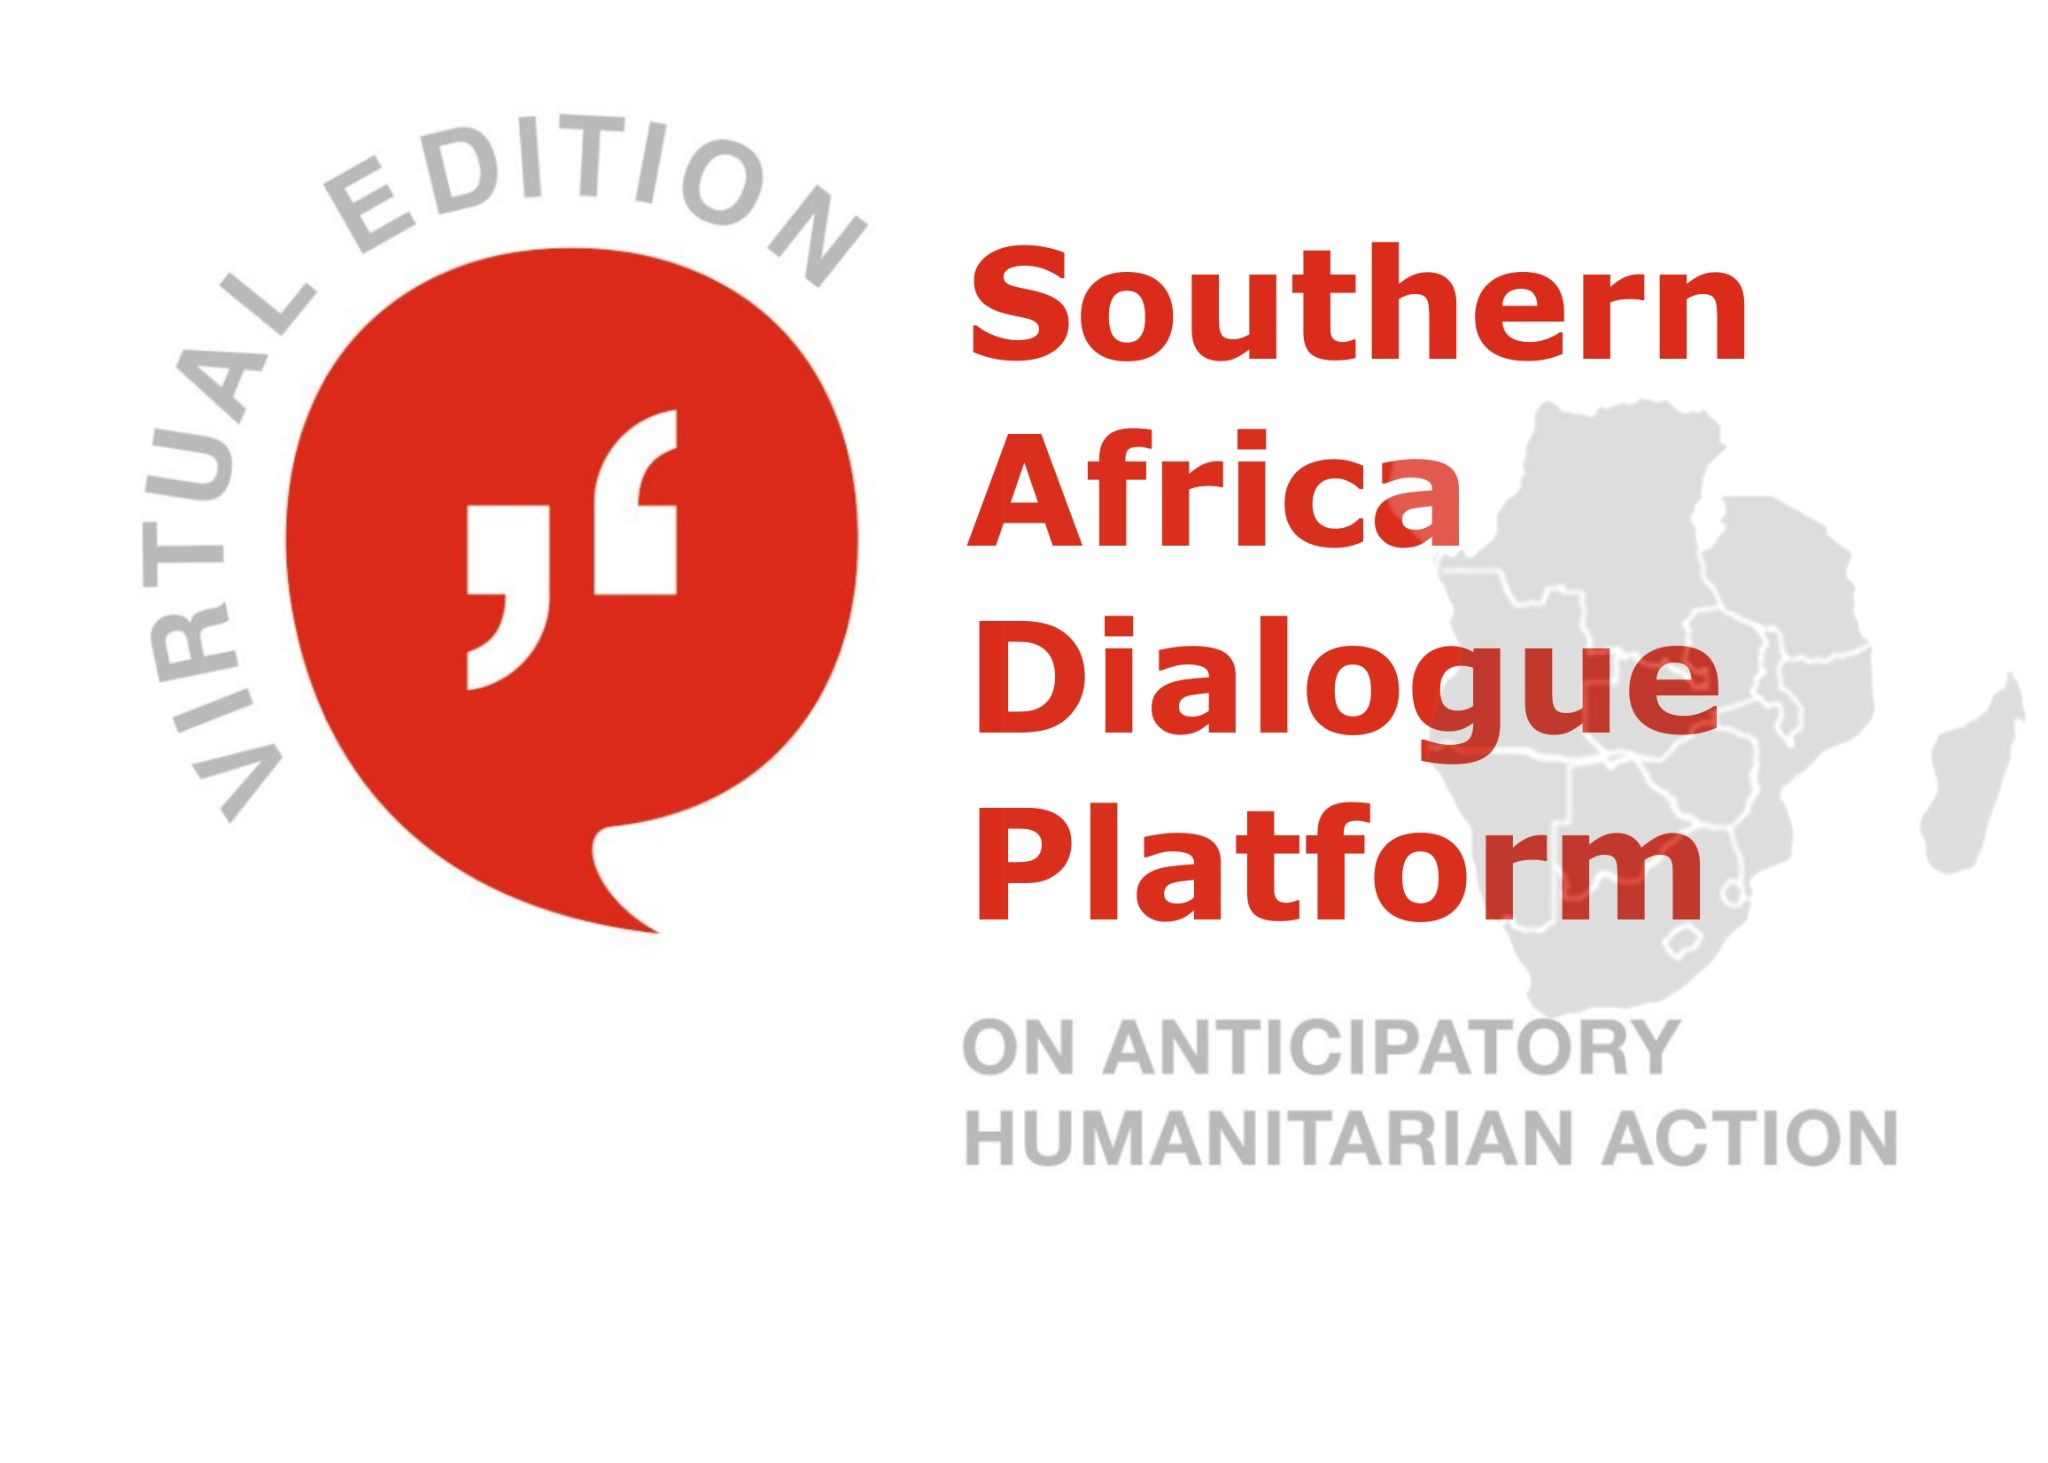 VIRTUAL EDITION
Southern
Africa
Dialogue
Platform
ON ANTICIPATORY
HUMANITARIAN ACTION